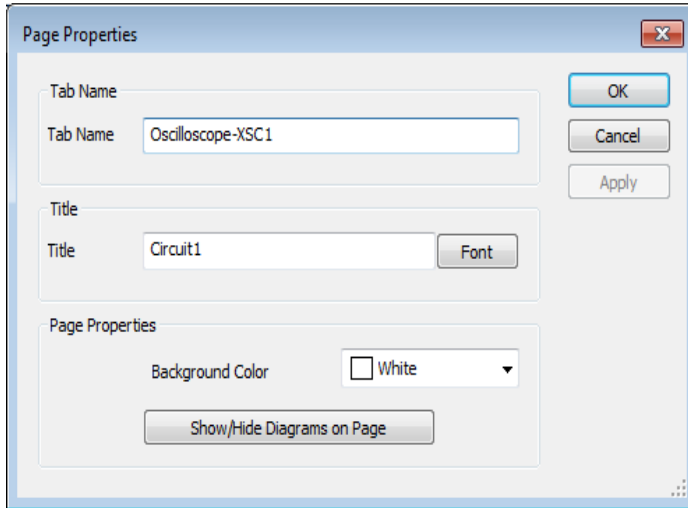 Page Properties
Tab Name
OK
Tab Name Oscilloscope-XSC1
Cancel
Apply
Title
Title Circuit1 Font
Page Properties
Background Color White
Show/Hide Diagrams on Page